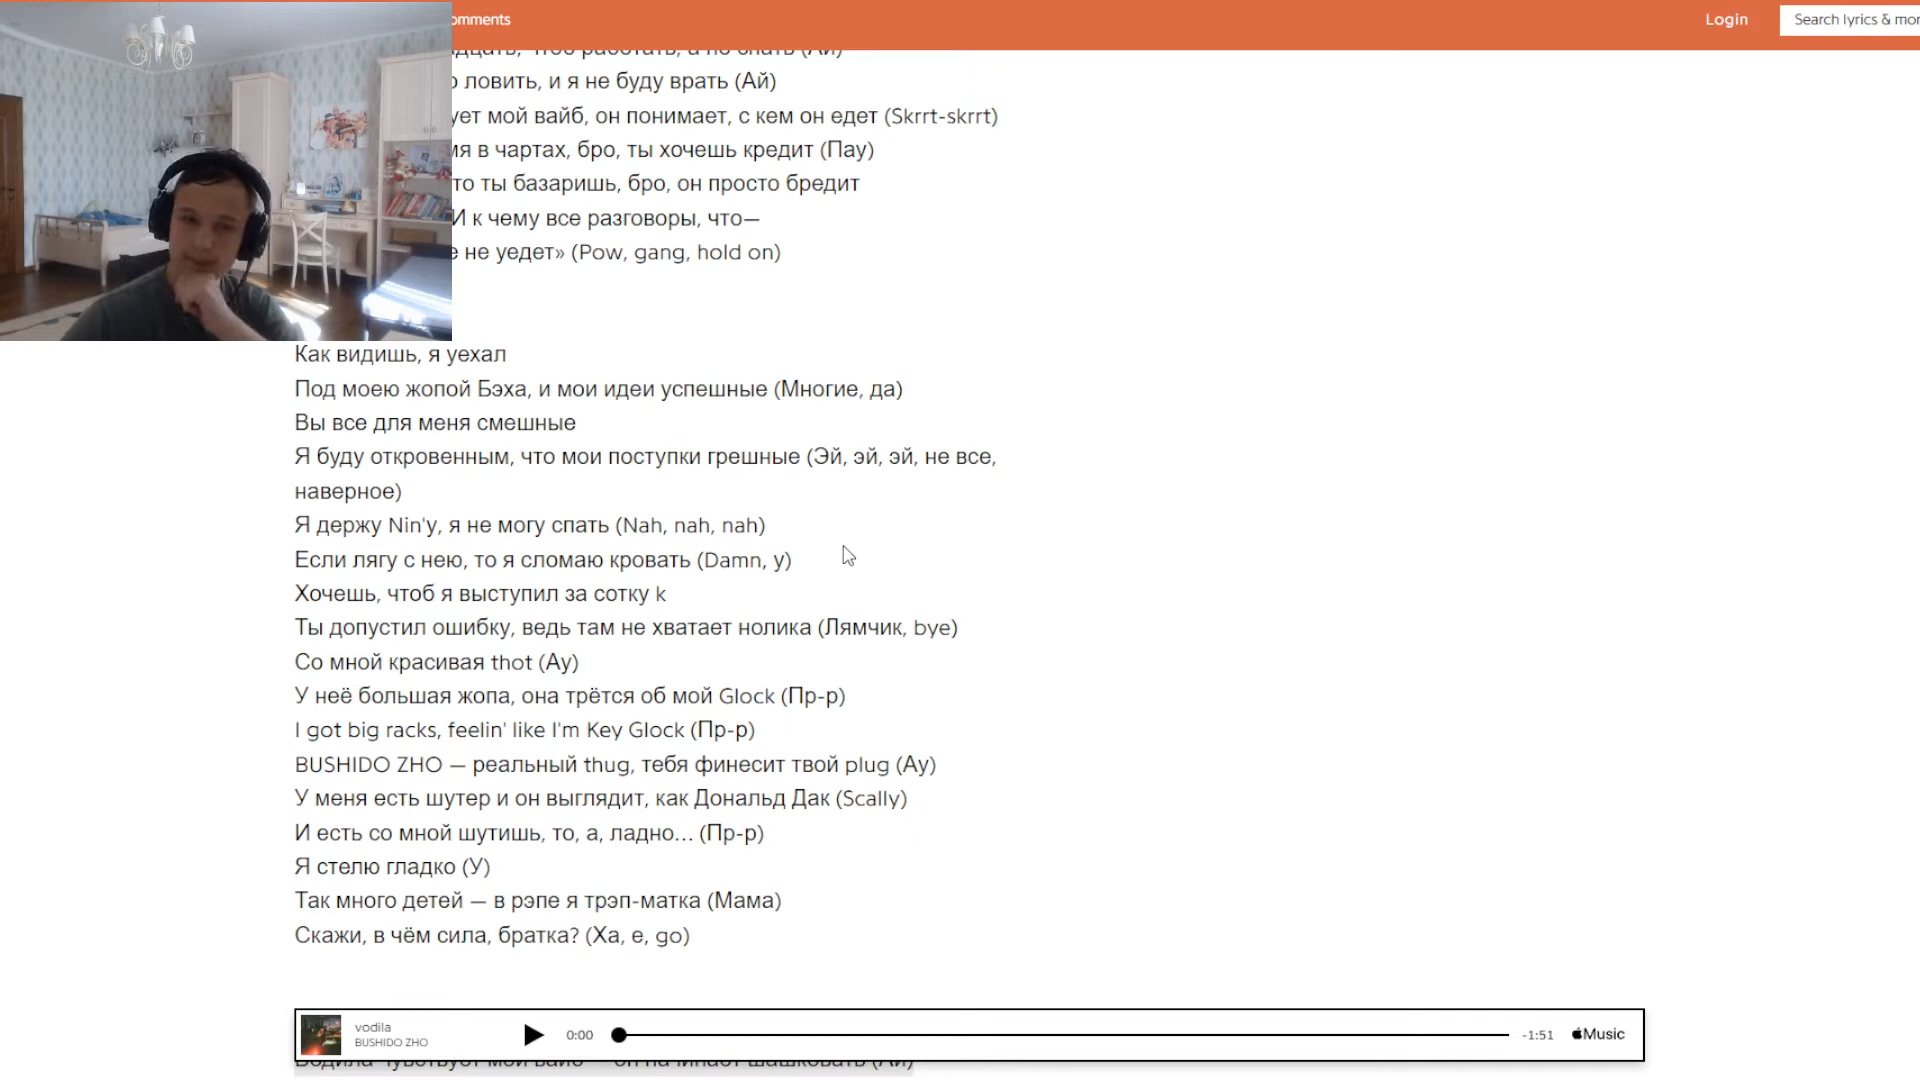 omments
Login
Search lyrics & mor
ловить, и я не буду врать (Ай)
ует мой вайб, он понимает, с кем он едет (Skrrt-skrrt)
мя в чартах, бро, ты хочешь кредит (Пау)
то ты базаришь, бро, он просто бредит
И к чему все разговоры, что—
е не уедет» (Pow, gang, hold on)
Как видишь, я уехал
Под моею жопой Бэха, и мои идеи успешные (Многие, да)
Вы все для меня смешные
Я буду откровенным, что мои поступки грешные (Эй, эй, эй, не все,
наверное)
Я держу Nin'у, я не могу спать (Nah, nah, nah)
Если лягу с нею, то я сломаю кровать (Damn, у)
Хочешь, чтоб я выступил за сотку k
Ты допустил ошибку, ведь там не хватает нолика (Лямчик, bye)
Со мной красивая thot (Ау)
У неё большая жопа, она трётся об мой Glock (Пр-р)
I got big racks, feelin' like I'm Key Glock (Пр-р)
BUSHIDO ZHO — реальный thug, тебя финесит твой plug (Ау)
У меня есть шутер и он выглядит, как Дональд Дак (Scally)
И есть со мной шутишь, то, а, ладно... (Пр-р)
Я стелю гладко (У)
Так много детей — в рэпе я трэп-матка (Мама)
Скажи, в чём сила, братка? (Ха, е, go)
vodila
BUSHIDO ZHO
0:00
-1:51
Music